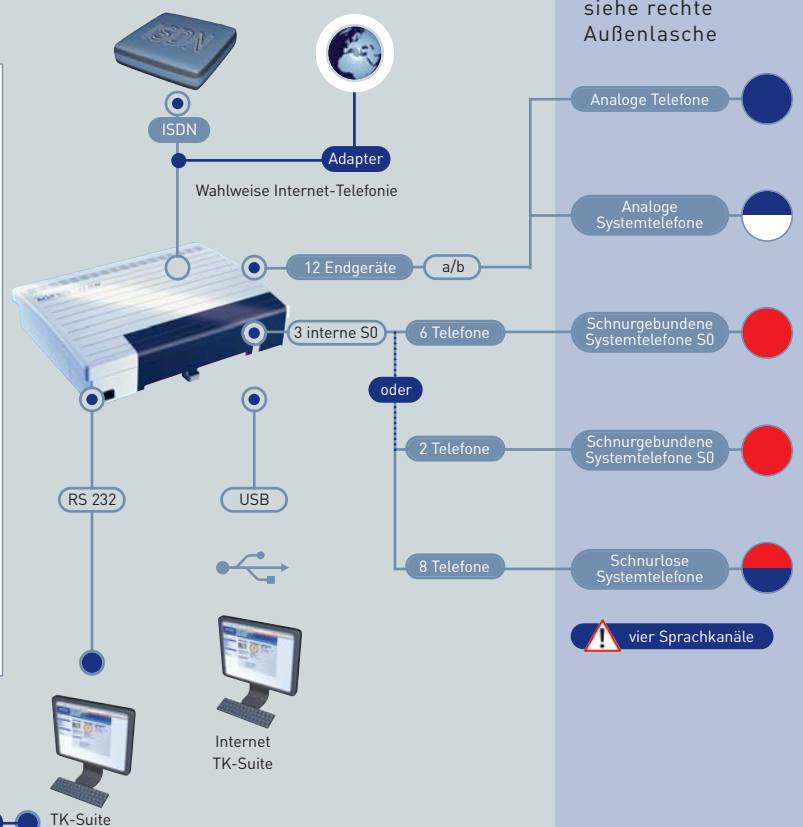 siehe rechte
Außenlasche
ISDN
ISDN
Adapter
Wahlweise Internet-Telefonie
Analoge Telefone
Analoge
Systemtelefone
12 Endgeräte
a/b
3 interne S0
6 Telefone
Schnurgebundene
Systemtelefone S0
oder
2 Telefone
Schnurgebundene
Systemtelefone S0
RS 232
USB
8 Telefone
Schnurlose
Systemtelefone
! vier Sprachkanäle
Internet
TK-Suite
TK-Suite